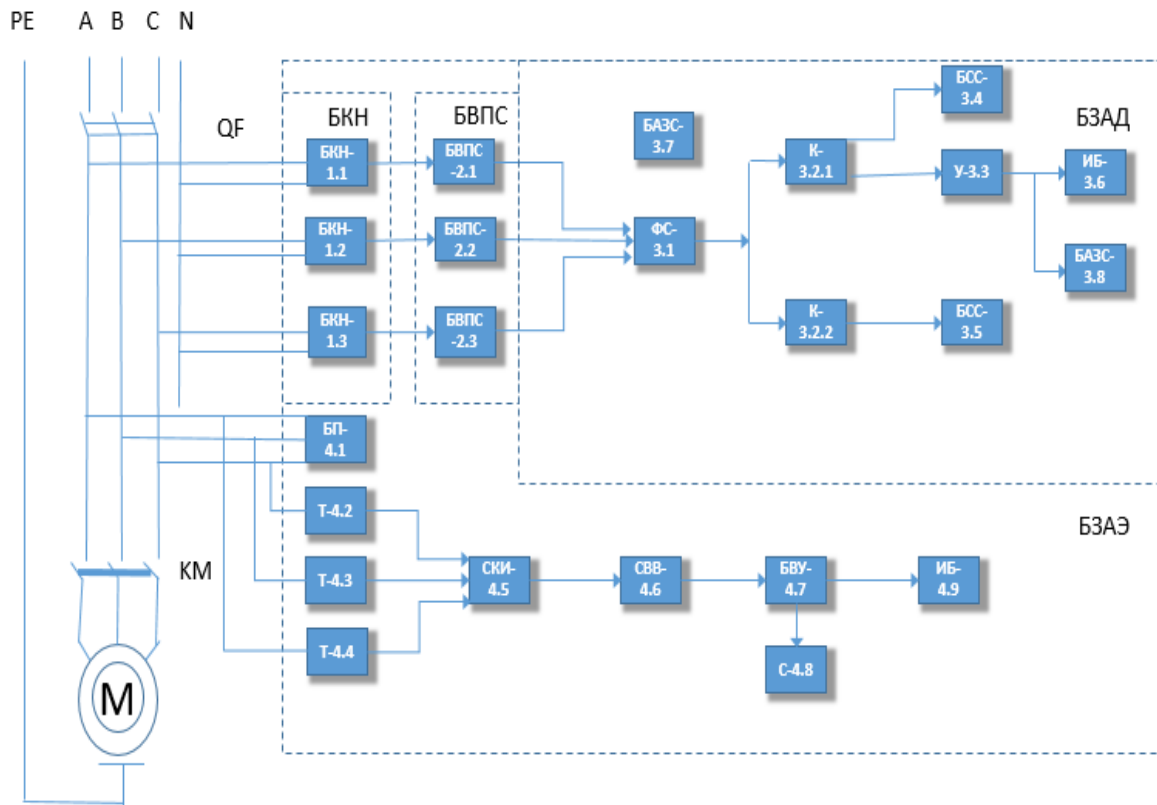 PE A B C N
QF
БКН
БВПС
БЗАД
БКН-
1.1
БВПС
-2.1
БАЗС-
3.7
К-
3.2.1
БСС-
3.4
У-3.3
ИБ-
3.6
БКН-
1.2
БВПС-
2.2
ФС-
3.1
БАЗС-
3.8
БКН-
1.3
БВПС
-2.3
К-
3.2.2
БСС-
3.5
БП-
4.1
Т-4.2
БЗАЭ
КМ
Т-4.3
СКИ-
4.5
СВВ-
4.6
БВУ-
4.7
ИБ-
4.9
Т-4.4
С-4.8
М